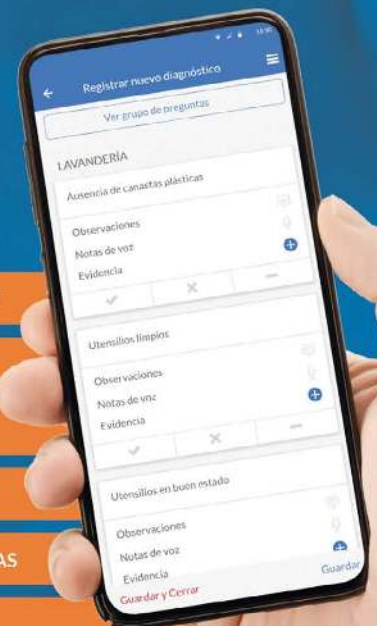 Registrar nuevo diagnóstico
Ver grupo de preguntas
LAVANDERÍA
Ausencia de canastas plásticas
Observaciones
Notas de voz
Evidencia
Utensilios limpios
Observaciones
Notas de voz
Evidencia
Utensilios en buen estado
Observaciones
Notas de voz
Evidencia
Guardar y Cerrar
Guardar
AS